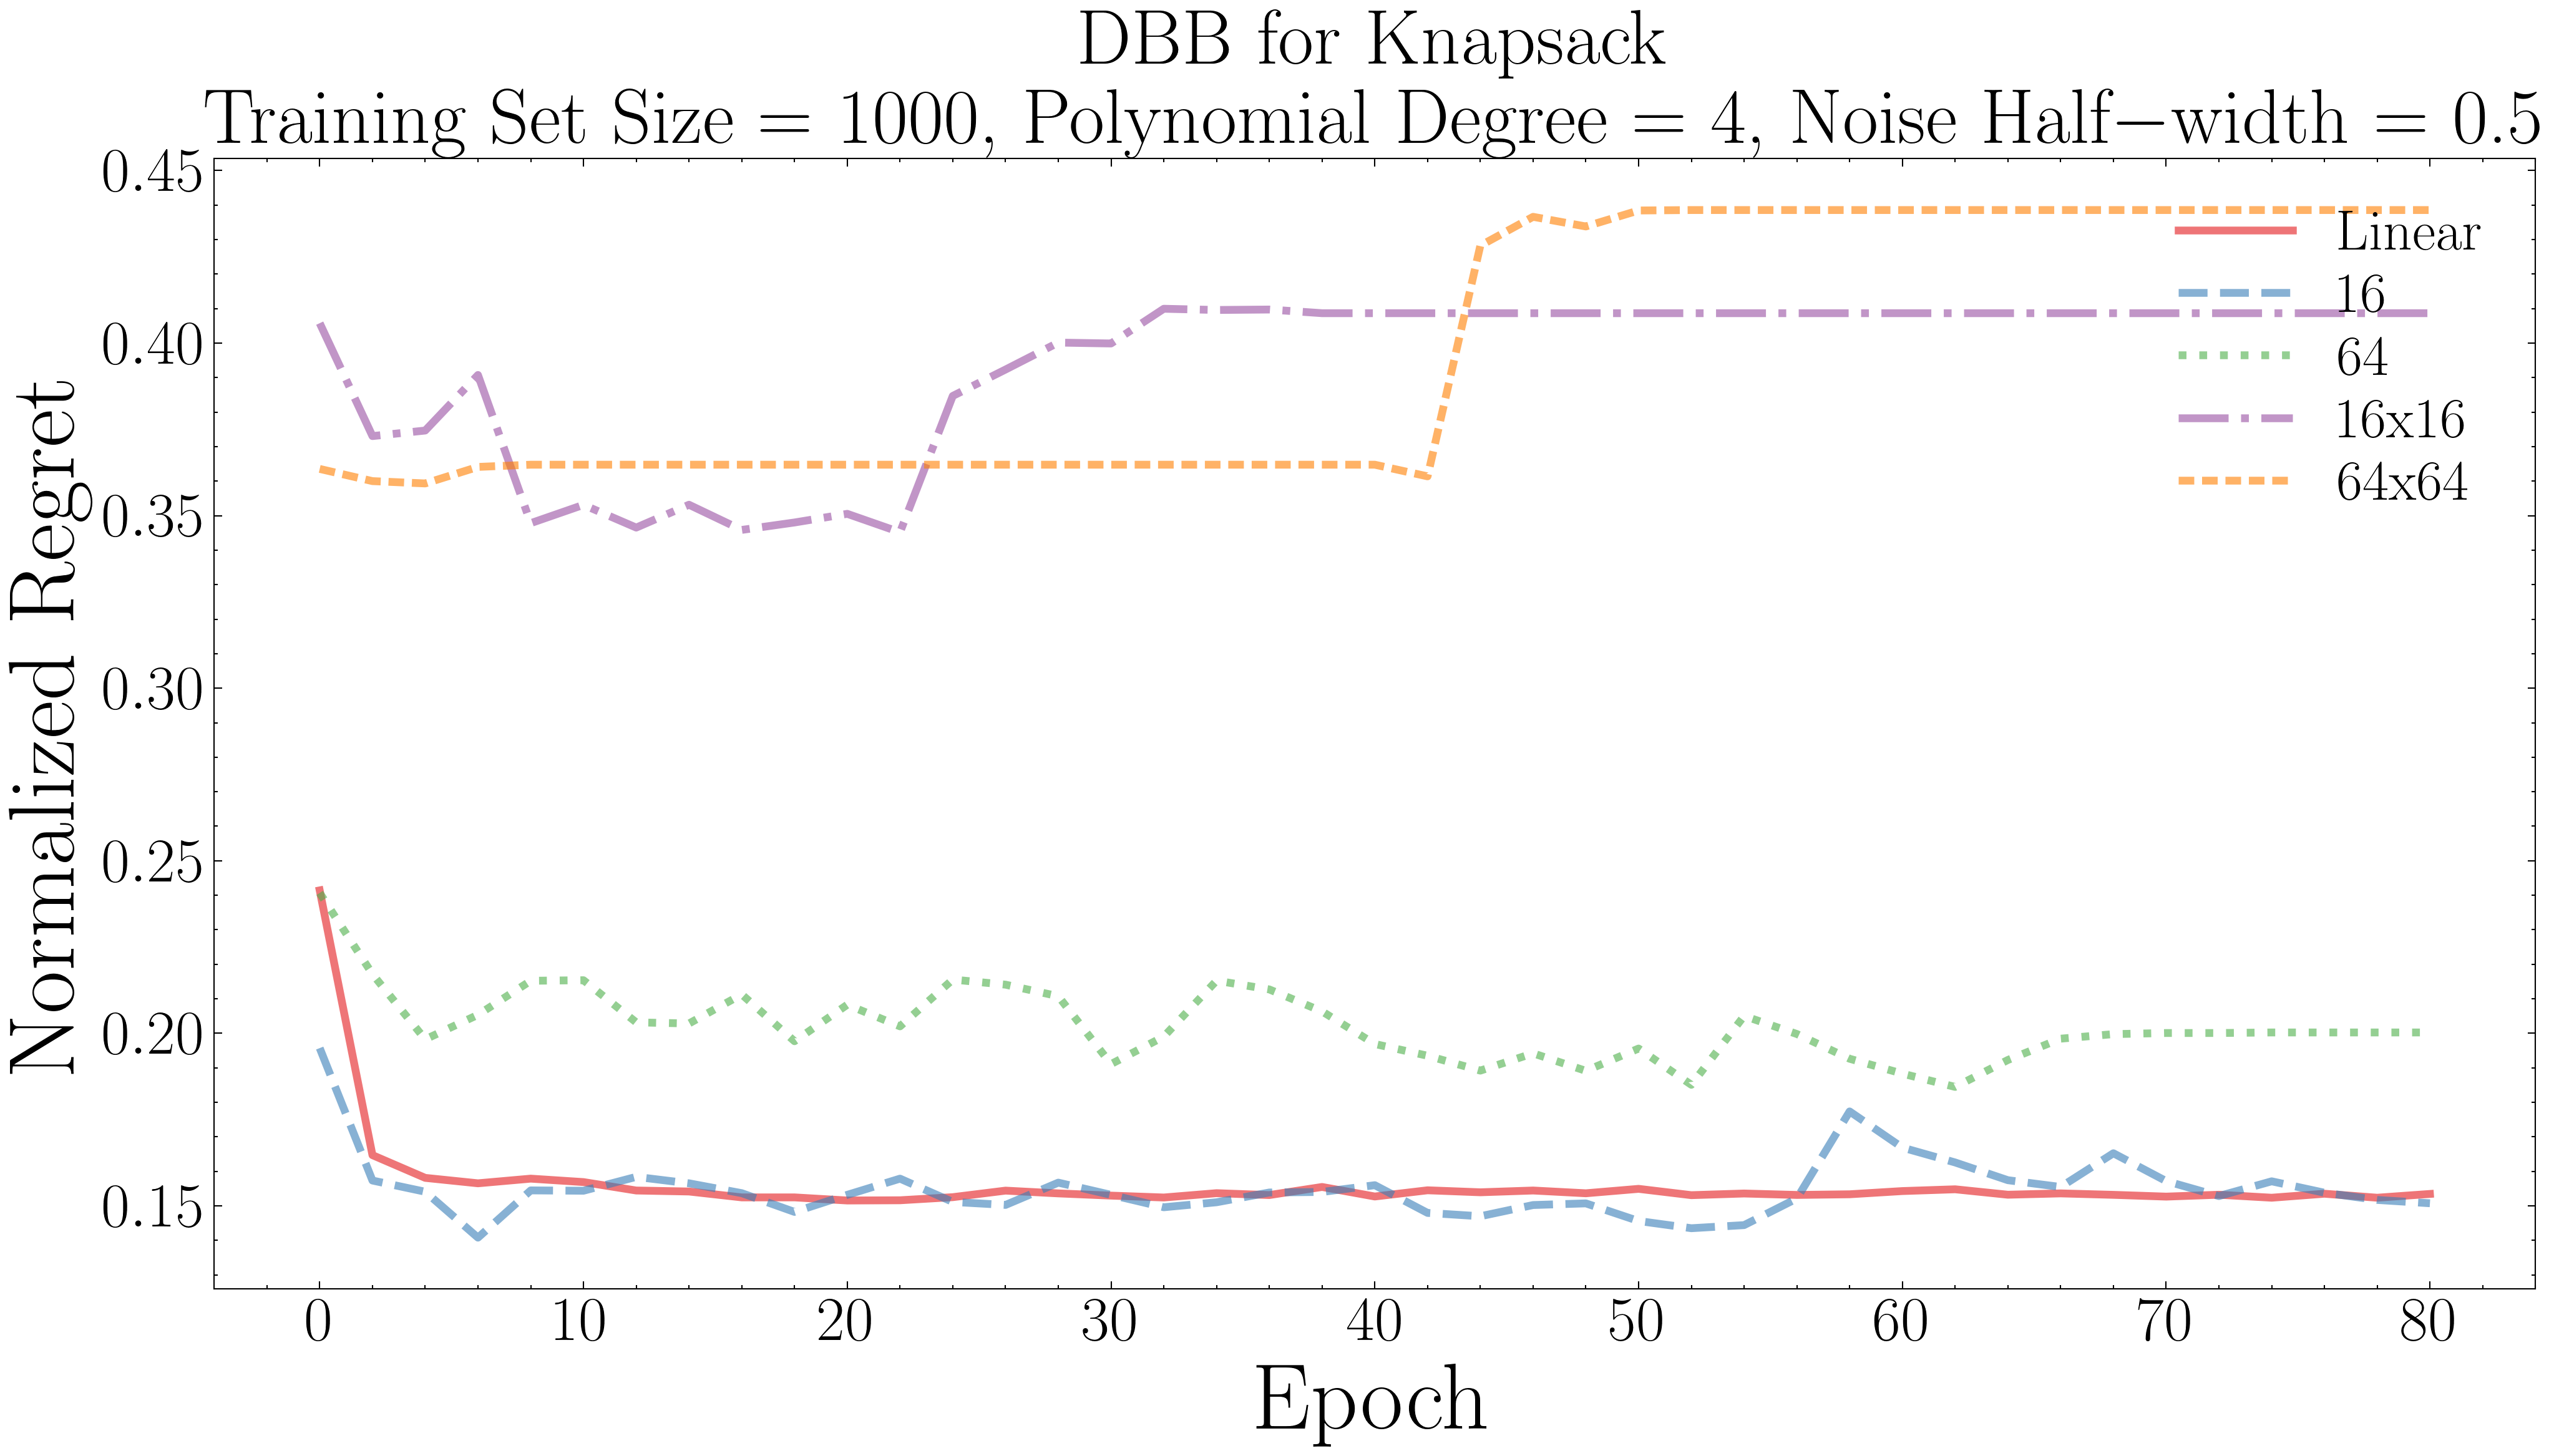 DBB for Knapsack
Training Set Size = 1000, Polynomial Degree = 4, Noise Half−width = 0.5
Normalized Regret
0.45
0.40
0.35
0.30
0.25
0.20
0.15
Linear
16
64
16x16
64x64
0 10 20 30 40 50 60 70 80
Epoch